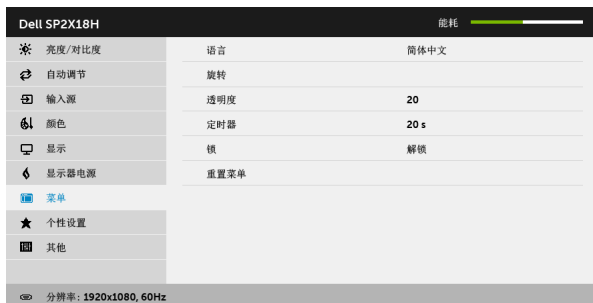 Dell SP2X18H 能耗
亮度/对比度 语言 简体中文
自动调节 旋转
输入源 透明度 20
颜色 定时器 20 s
显示 锁 解锁
显示器电源 重置菜单
菜单
个性设置
其他
分辨率: 1920x1080, 60Hz